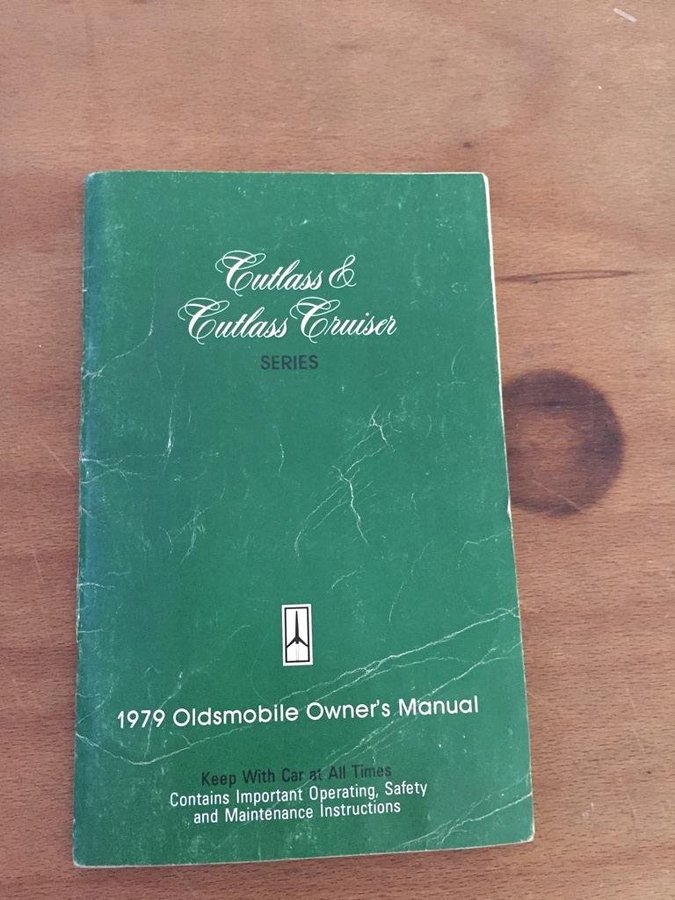 Cutlass &
Cutlass Cruiser
SERIES
1979 Oldsmobile Owner's Manual
Keep With Car at All Times
Contains Important Operating, Safety
and Maintenance Instructions